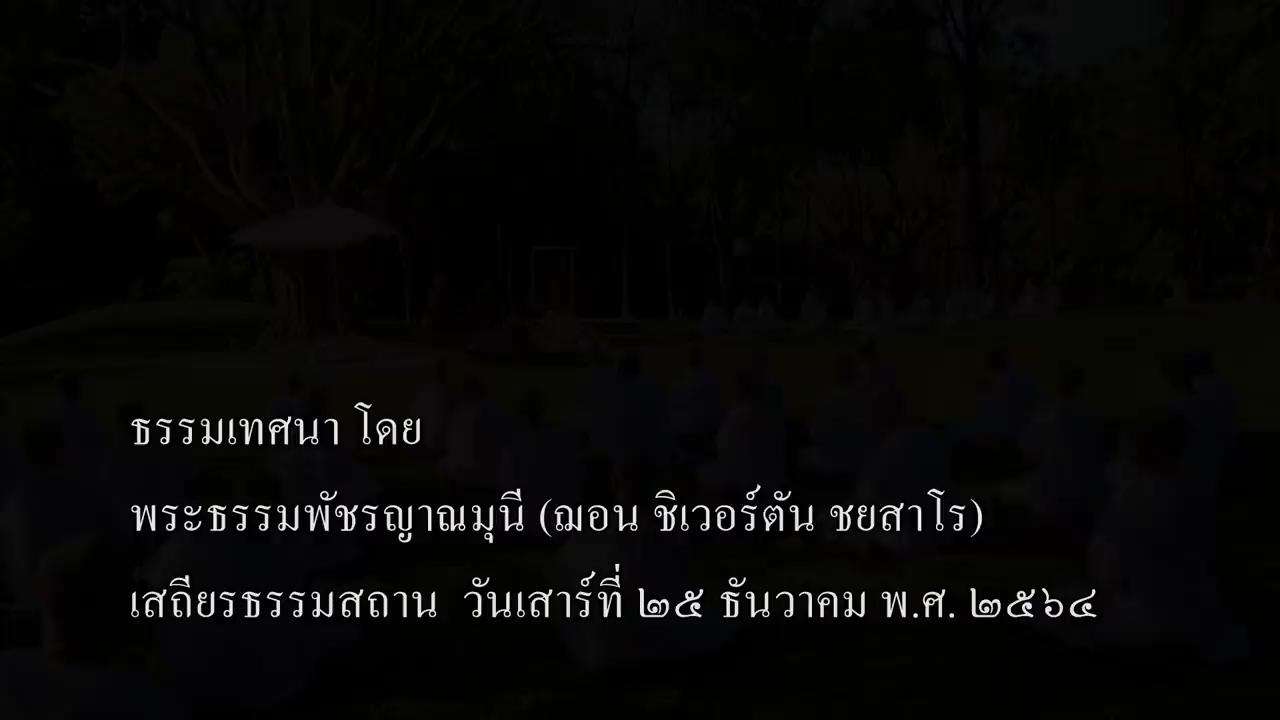 ธรรมเทศนา โดย
พระธรรมพัชรญาณมุนี (ฌอน ชิเวอร์ตัน ชยสาโร)
เสถียรธรรมสถาน วันเสาร์ที่ ๒๕ ธันวาคม พ.ศ. ๒๕๖๔